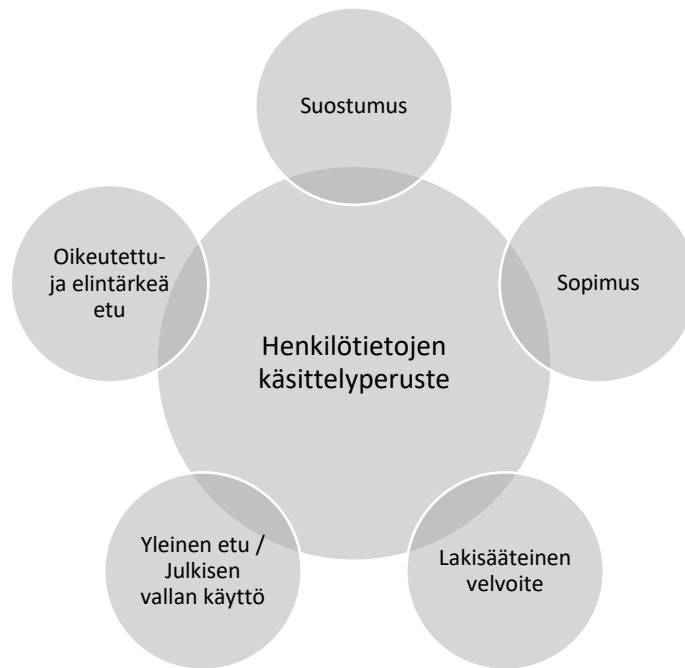 Suostumus
Oikeutettu-
ja elintärkeä
etu
Sopimus
Henkilötietojen
käsittelyperuste
Yleinen etu /
Julkisen
vallan käyttö
Lakisääteinen
velvoite